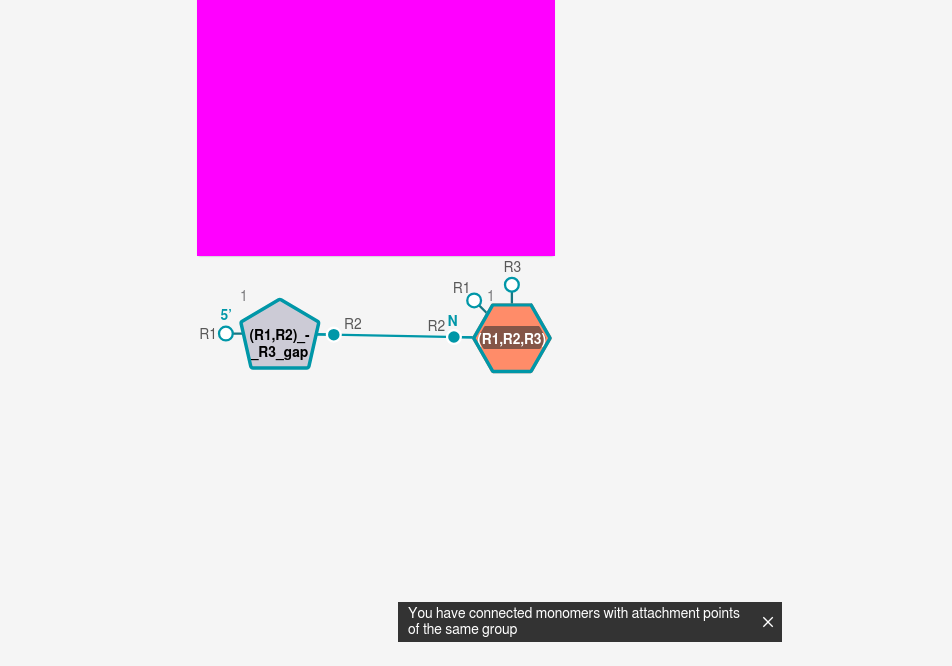 R3
R1
1
1
5’
R1
(R1,R2)_-
_R3_gap
R2
R2
N
(R1,R2,R3)
You have connected monomers with attachment points
of the same group